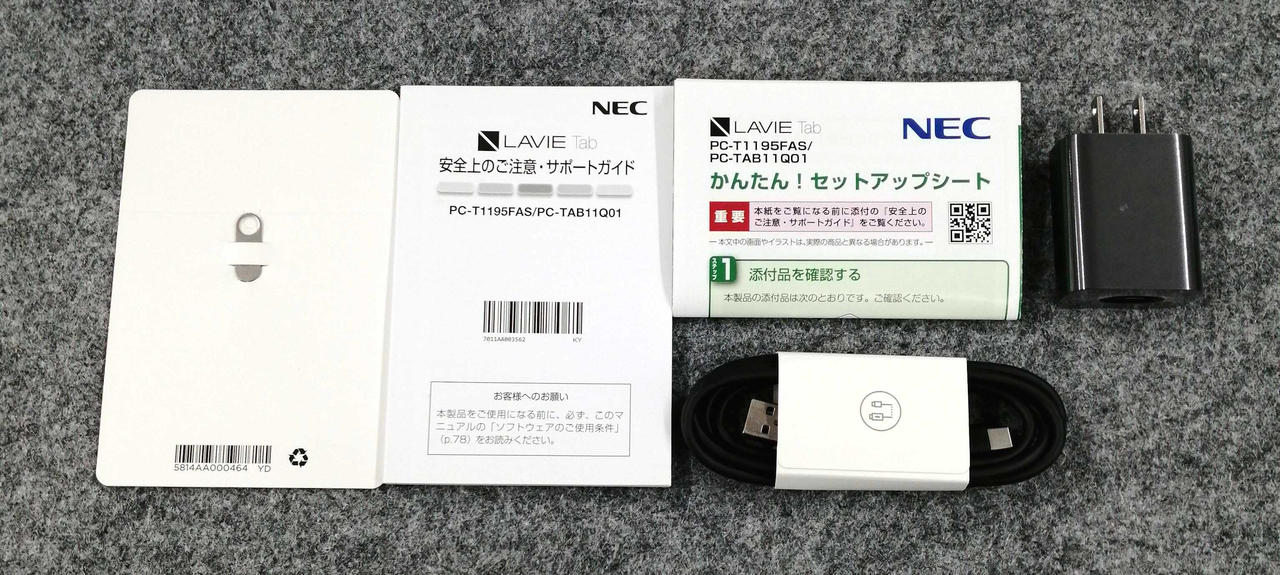 5814AA000464 YD
NEC
LAVIE Tab
安全上のご注意・サポートガイド
PC-T1195FAS/PC-TAB11Q01
7011AA003562 KY
お客様へのお願い
本製品をご使用になる前に、必ず、このマ
ニュアルの「ソフトウェアのご使用条件」
(p.78) をお読みください。
LAVIE Tab
NEC
PC-T1195FAS/
PC-TAB11Q01
かんたん！セットアップシート
重要
本紙をご覧になる前に添付の『安全上の
ご注意・サポートガイド』をご覧ください。
本文中の画面やイラストは、実際の商品と異なる場合があります。
ステップ 1 添付品を確認する
本製品の添付品は次のとおりです。ご確認ください。